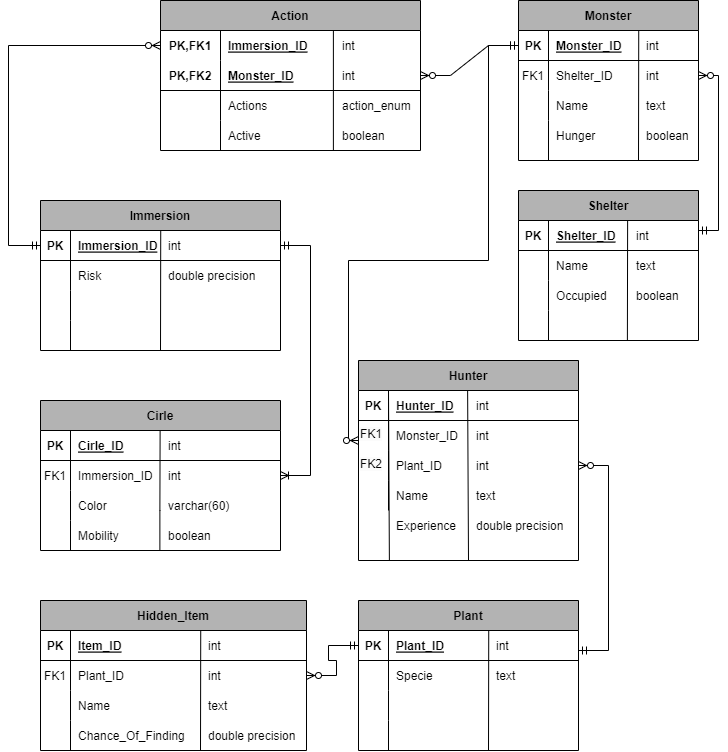 Action
PK,FK1 Immersion_ID int
PK,FK2 Monster_ID int
Actions action_enum
Active boolean
Monster
PK Monster_ID int
FK1 Shelter_ID int
Name text
Hunger boolean
Immersion
PK Immersion_ID int
Risk double precision
Shelter
PK Shelter_ID int
Name text
Occupied boolean
Cirle
PK Cirle_ID int
FK1 Immersion_ID int
Color varchar(60)
Mobility boolean
Hunter
PK Hunter_ID int
FK1 Monster_ID int
FK2 Plant_ID int
Name text
Experience double precision
Hidden_Item
PK Item_ID int
FK1 Plant_ID int
Name text
Chance_Of_Finding double precision
Plant
PK Plant_ID int
Specie text